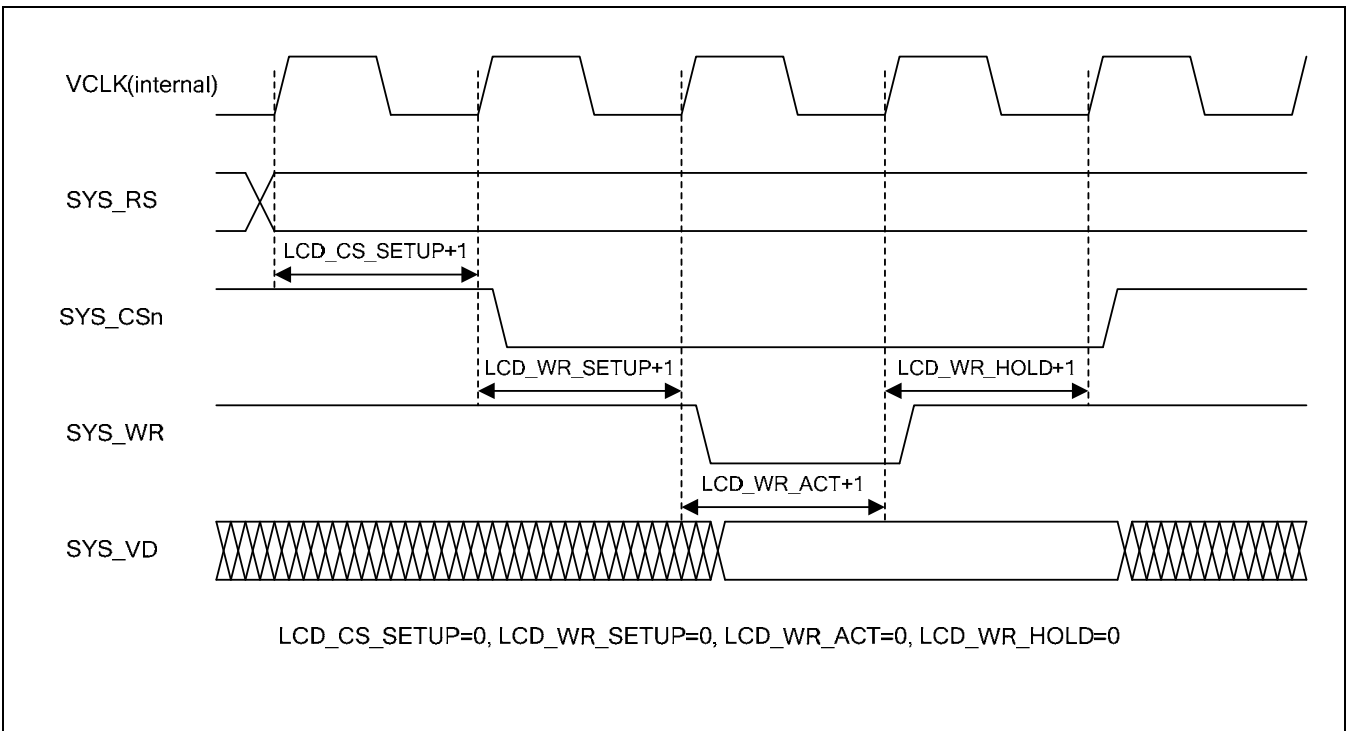 VCLK(internal)
SYS_RS
LCD_CS_SETUP+1
SYS_CSn
LCD_WR_SETUP+1
LCD_WR_HOLD+1
SYS_WR
LCD_WR_ACT+1
SYS_VD
LCD_CS_SETUP=0, LCD_WR_SETUP=0, LCD_WR_ACT=0, LCD_WR_HOLD=0